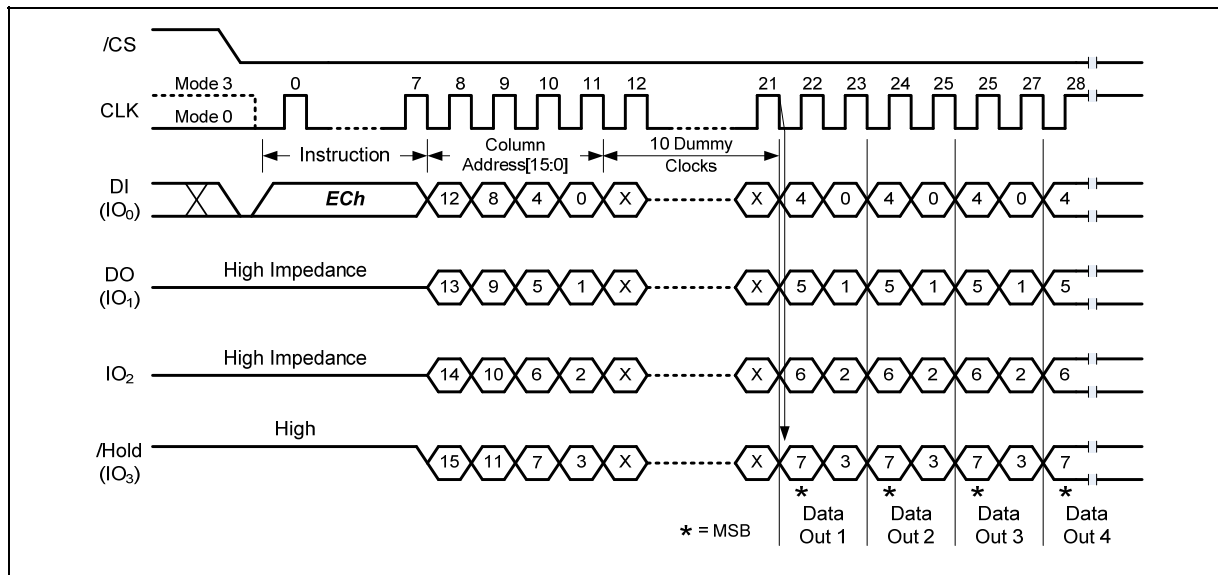 /CS
Mode 3 0 7 8 9 10 11 12 21 22 23 24 25 25 27 28
CLK
Mode 0
Instruction
Column
Address[15:0]
10 Dummy
Clocks
DI
(IO0)
ECh 12 8 4 0 X X 4 0 4 0 4 0 4
DO
(IO1)
High Impedance 13 9 5 1 X X 5 1 5 1 5 1 5
IO2
High Impedance 14 10 6 2 X X 6 2 6 2 6 2 6
/Hold
(IO3)
High 15 11 7 3 X X 7 3 7 3 7 3 7
* * * *
* = MSB
Data
Out 1
Data
Out 2
Data
Out 3
Data
Out 4